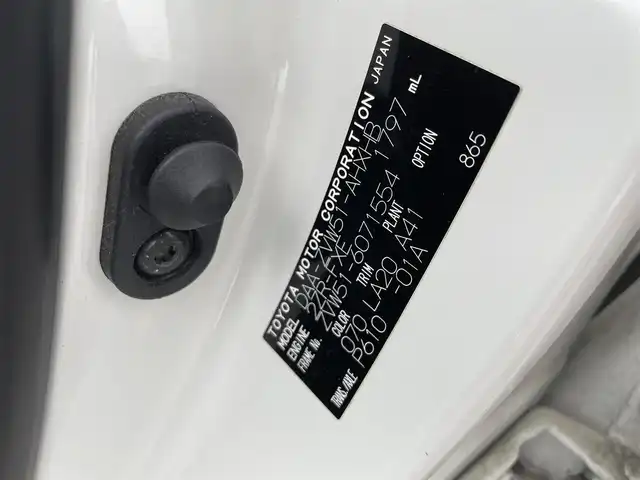 TOYOTA MOTOR CORPORATION JAPAN
MODEL DAA-ZVW51-AHXHB
ENGINE 2ZR-FXE 1797 mL
FRAME No. ZVW51-6071554
COLOR TRIM PLANT OPTION
070 LA20 A41 865
TRANS./AXLE P610 -01A